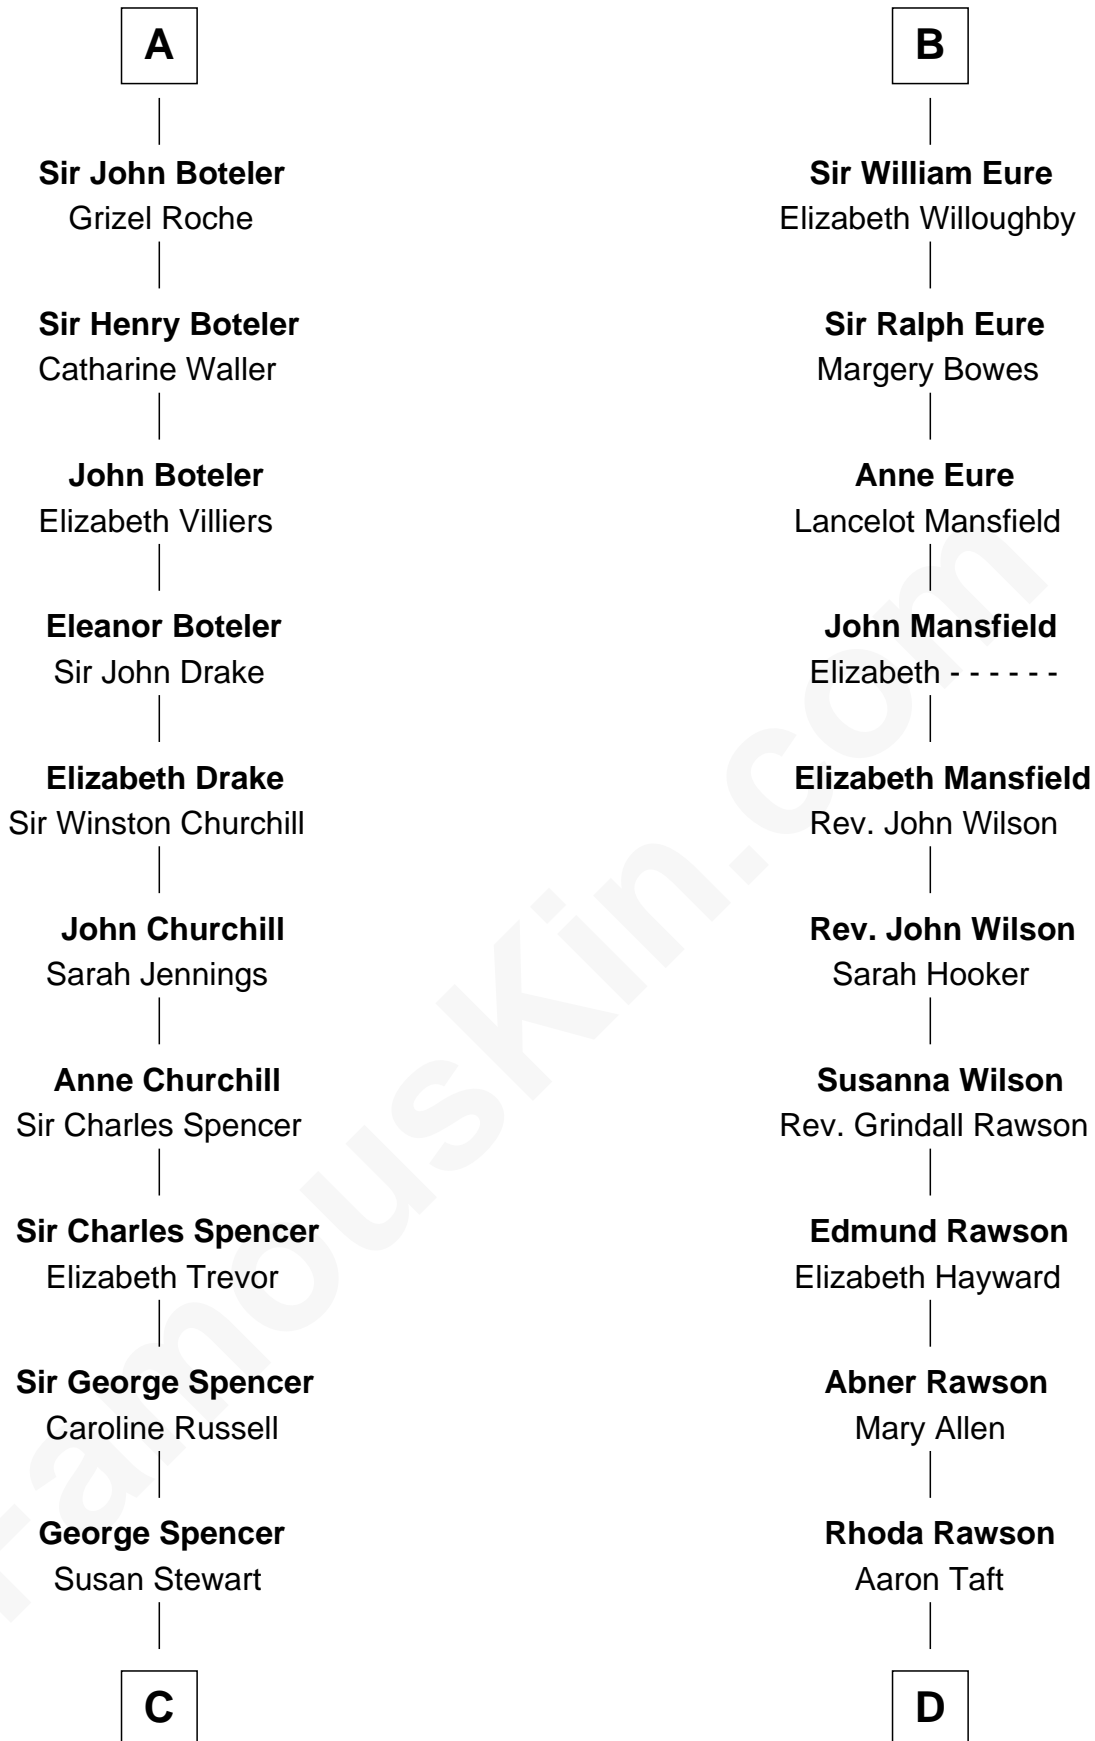 A
Sir John Boteler
Grizel Roche
Sir Henry Boteler
Catharine Waller
John Boteler
Elizabeth Villiers
Eleanor Boteler
Sir John Drake
Elizabeth Drake
Sir Winston Churchill
John Churchill
Sarah Jennings
Anne Churchill
Sir Charles Spencer
Sir Charles Spencer
Elizabeth Trevor
Sir George Spencer
Caroline Russell
George Spencer
Susan Stewart
C
B
Sir William Eure
Elizabeth Willoughby
Sir Ralph Eure
Margery Bowes
Anne Eure
Lancelot Mansfield
John Mansfield
Elizabeth - - - - - -
Elizabeth Mansfield
Rev. John Wilson
Rev. John Wilson
Sarah Hooker
Susanna Wilson
Rev. Grindall Rawson
Edmund Rawson
Elizabeth Hayward
Abner Rawson
Mary Allen
Rhoda Rawson
Aaron Taft
D
FamousKin.com